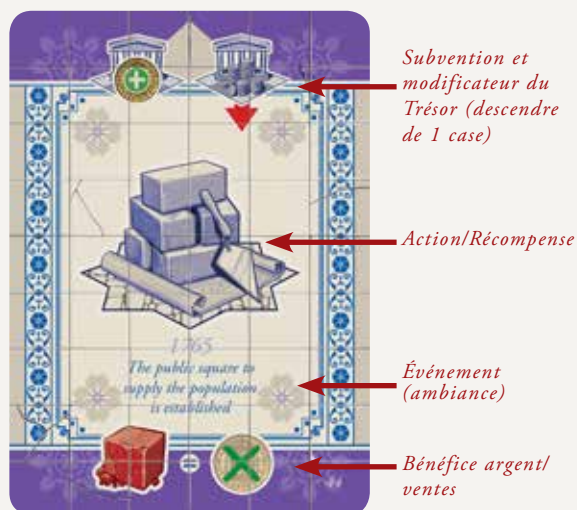 Subvention et
modificateur du
Trésor (descendre
de 1 case)
Action/Récompense
1765
The public square to
supply the population
is established
Événement
(ambiance)
Bénéfice argent/
ventes